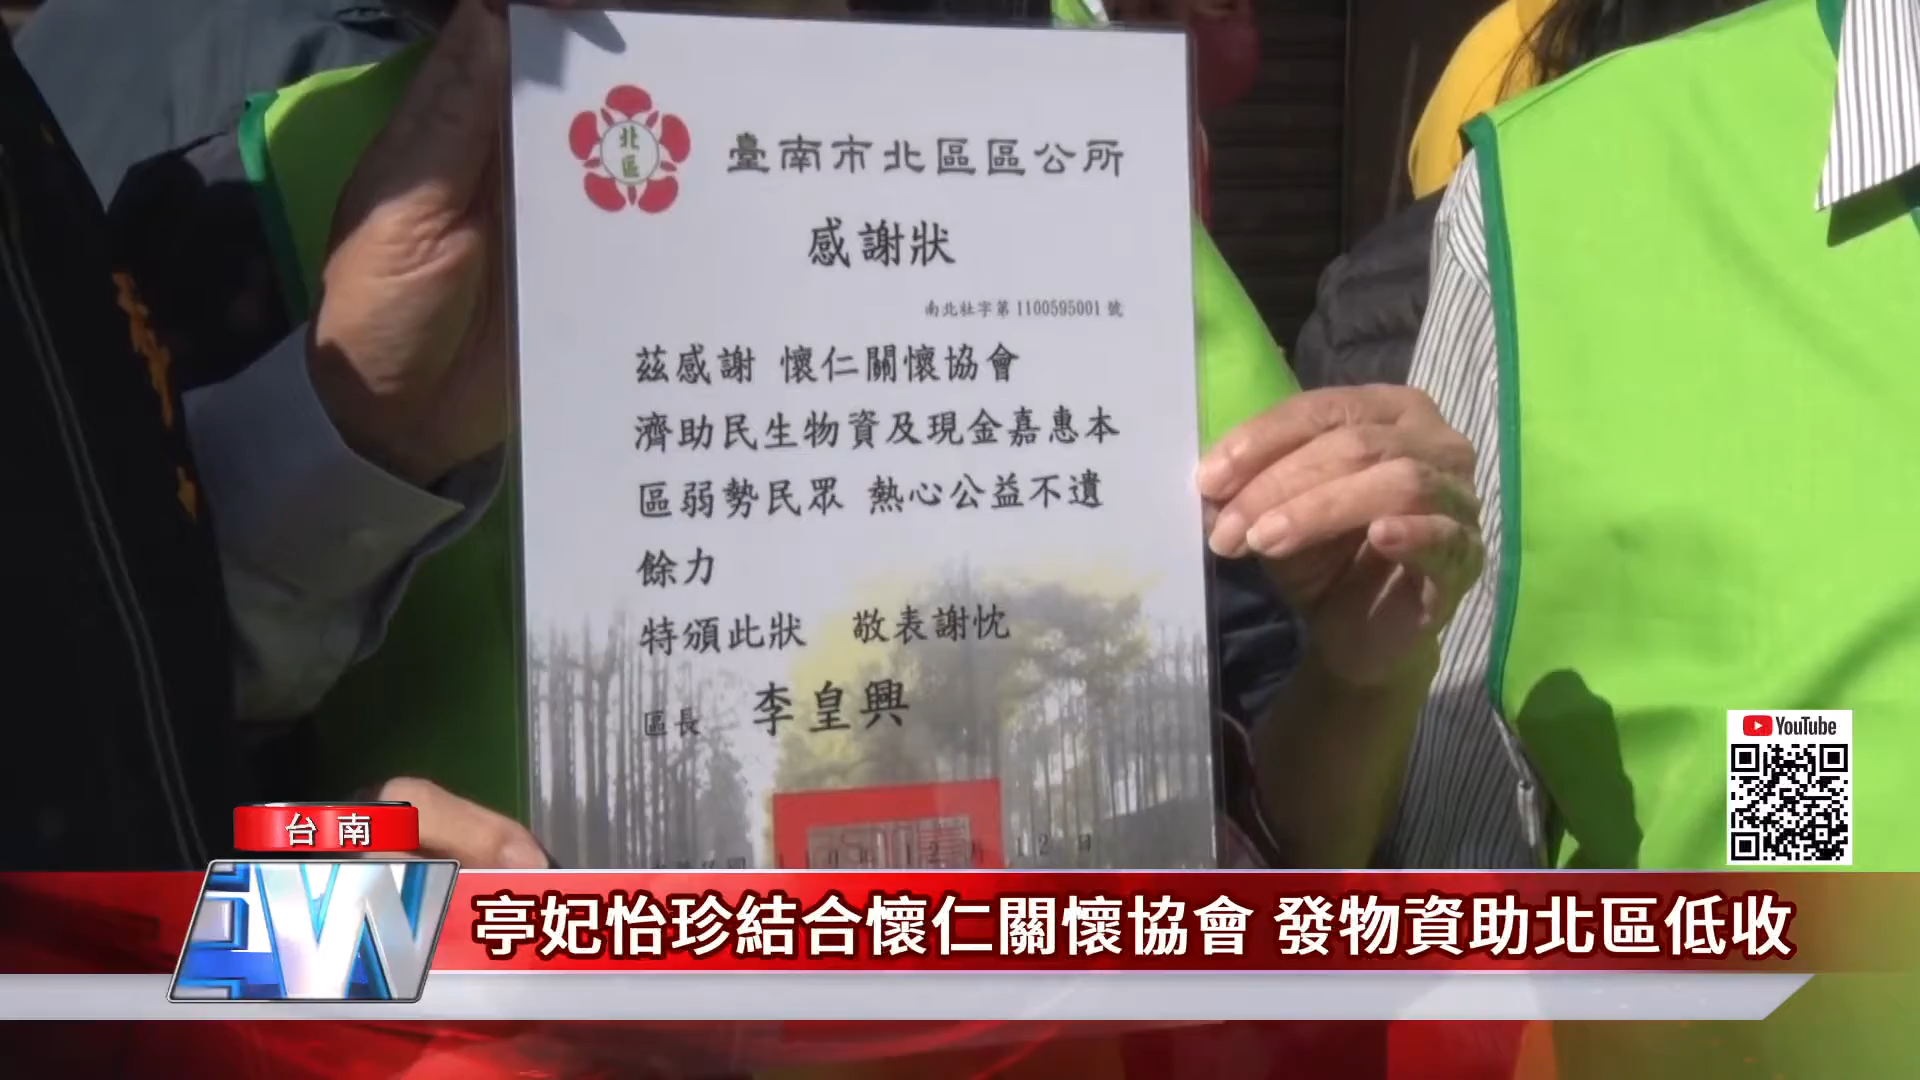 北區
臺南市北區區公所
感謝狀
南北社字第1100595001號
茲感謝 懷仁關懷協會
濟助民生物資及現金嘉惠本
區弱勢民眾 熱心公益不遺
餘力
特頒此狀 敬表謝忱
區長 李皇興
YouTube
台南
亭妃怡珍結合懷仁關懷協會 發物資助北區低收